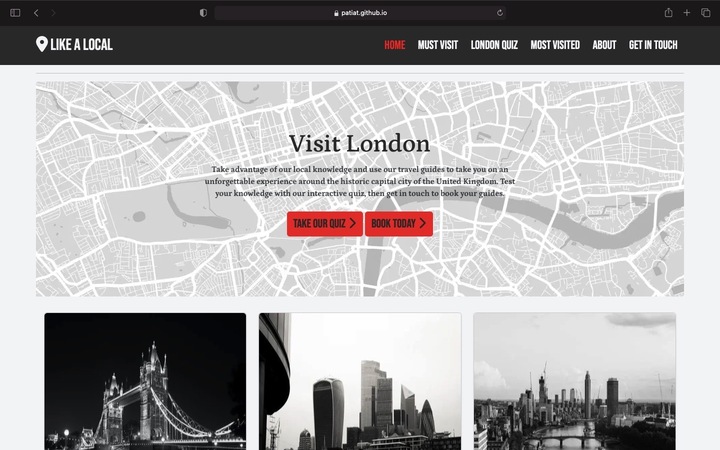 patiat.github.io
LIKE A LOCAL
HOME MUST VISIT LONDON QUIZ MOST VISITED ABOUT GET IN TOUCH
Visit London
Take advantage of our local knowledge and use our travel guides to take you on an
unforgettable experience around the historic capital city of the United Kingdom. Test
your knowledge with our interactive quiz, then get in touch to book your guides.
TAKE OUR QUIZ BOOK TODAY